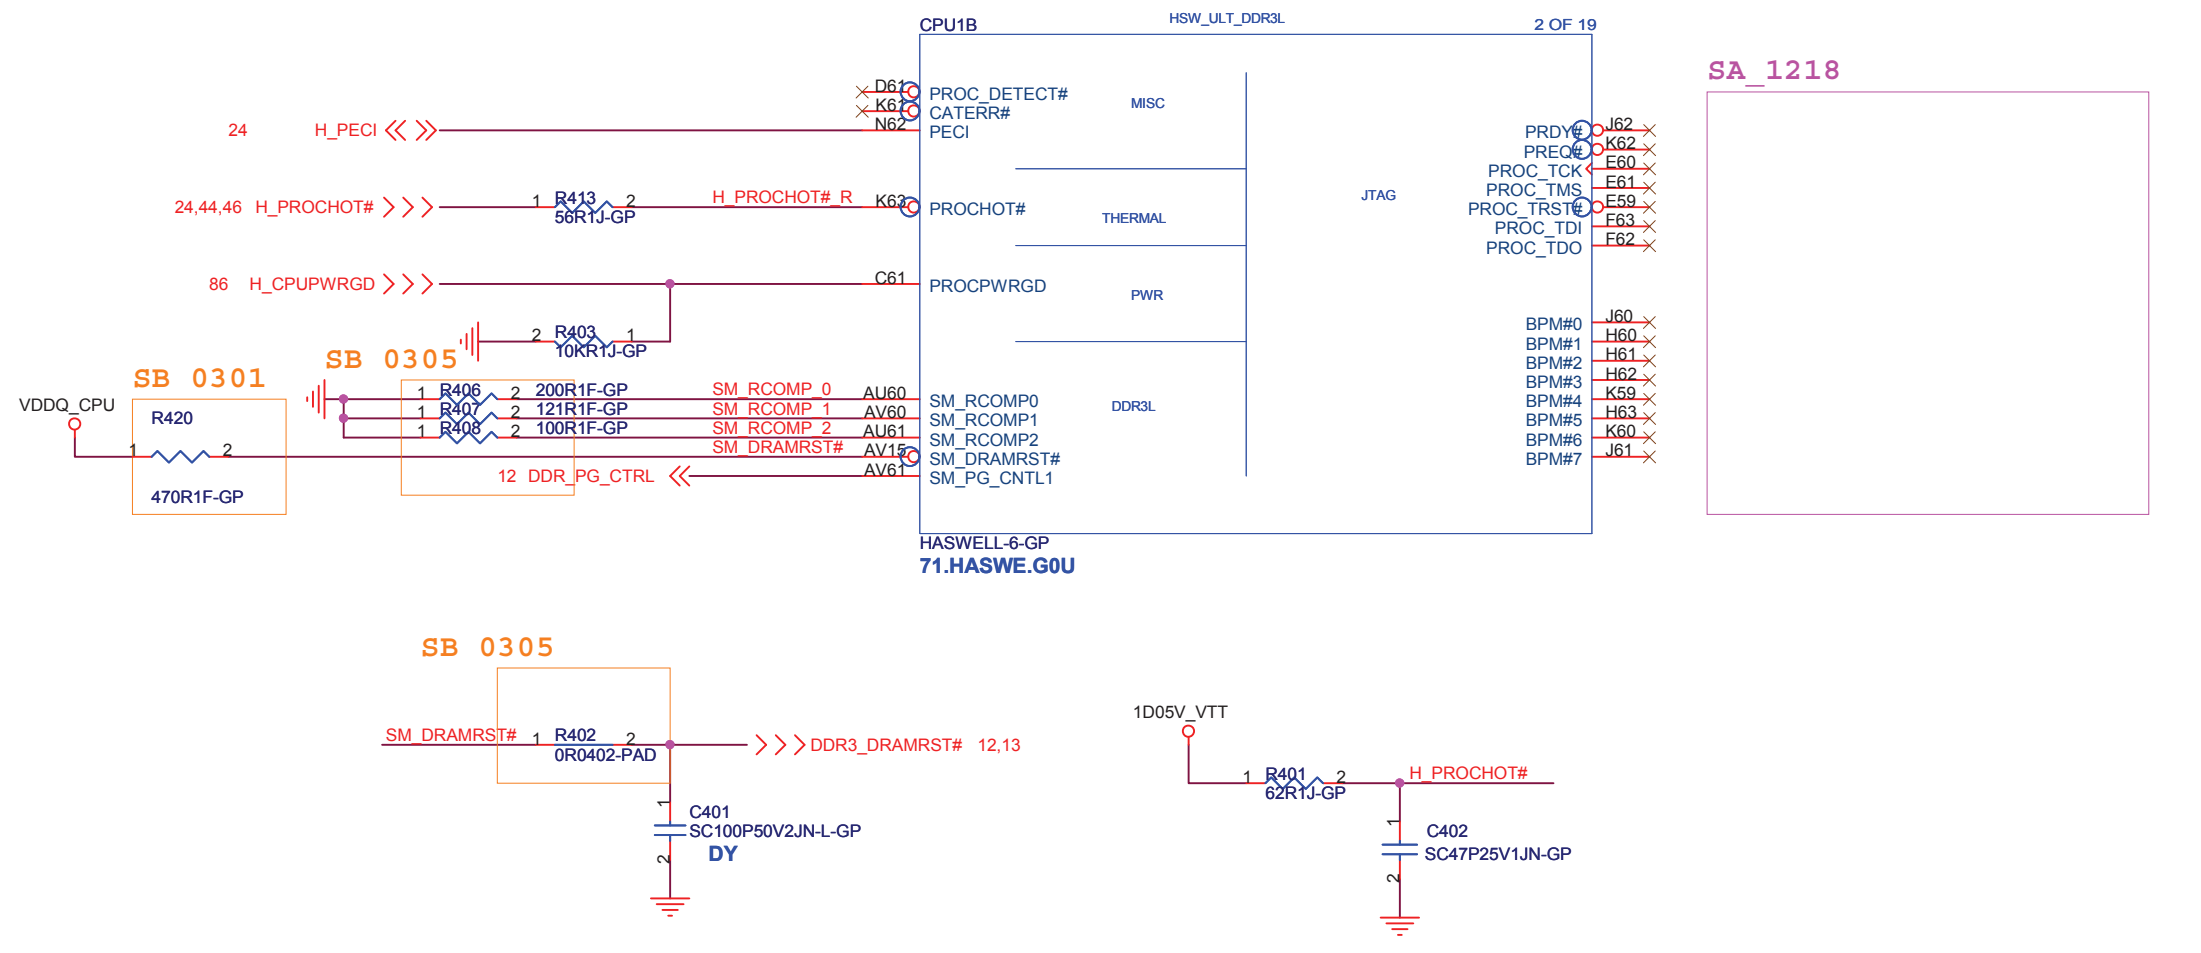 CPU1B
HSW_ULT_DDR3L
2 OF 19
SA_1218
D61
PROC_DETECT#
MISC
K61
CATERR#
24 H_PECI
N62
PECI
PRDY#
J62
PREQ#
K62
PROC_TCK
E60
PROC_TMS
E61
PROC_TRST#
E59
PROC_TDI
F63
PROC_TDO
F62
JTAG
24,44,46 H_PROCHOT#
1
R413
2
56R1J-GP
H_PROCHOT#_R
K63
PROCHOT#
THERMAL
86 H_CPUPWRGD
C61
PROCPWRGD
PWR
2
R403
1
10KR1J-GP
BPM#0
J60
BPM#1
H60
BPM#2
H61
BPM#3
H62
BPM#4
K59
BPM#5
H63
BPM#6
K60
BPM#7
J61
SB 0305
SB 0301
VDDQ_CPU
R420
1
2
470R1F-GP
1
R406
2
200R1F-GP
SM_RCOMP_0
AU60
SM_RCOMP0
1
R407
2
121R1F-GP
SM_RCOMP_1
AV60
SM_RCOMP1
DDR3L
1
R408
2
100R1F-GP
SM_RCOMP_2
AU61
SM_RCOMP2
SM_DRAMRST#
AV15
SM_DRAMRST#
12 DDR_PG_CTRL
AV61
SM_PG_CNTL1
HASWELL-6-GP
71.HASWE.G0U
SB 0305
SM_DRAMRST#
1
R402
2
0R0402-PAD
DDR3_DRAMRST# 12,13
1
C401
SC100P50V2JN-L-GP
DY
2
1D05V_VTT
1
R401
2
62R1J-GP
H_PROCHOT#
1
C402
SC47P25V1JN-GP
2